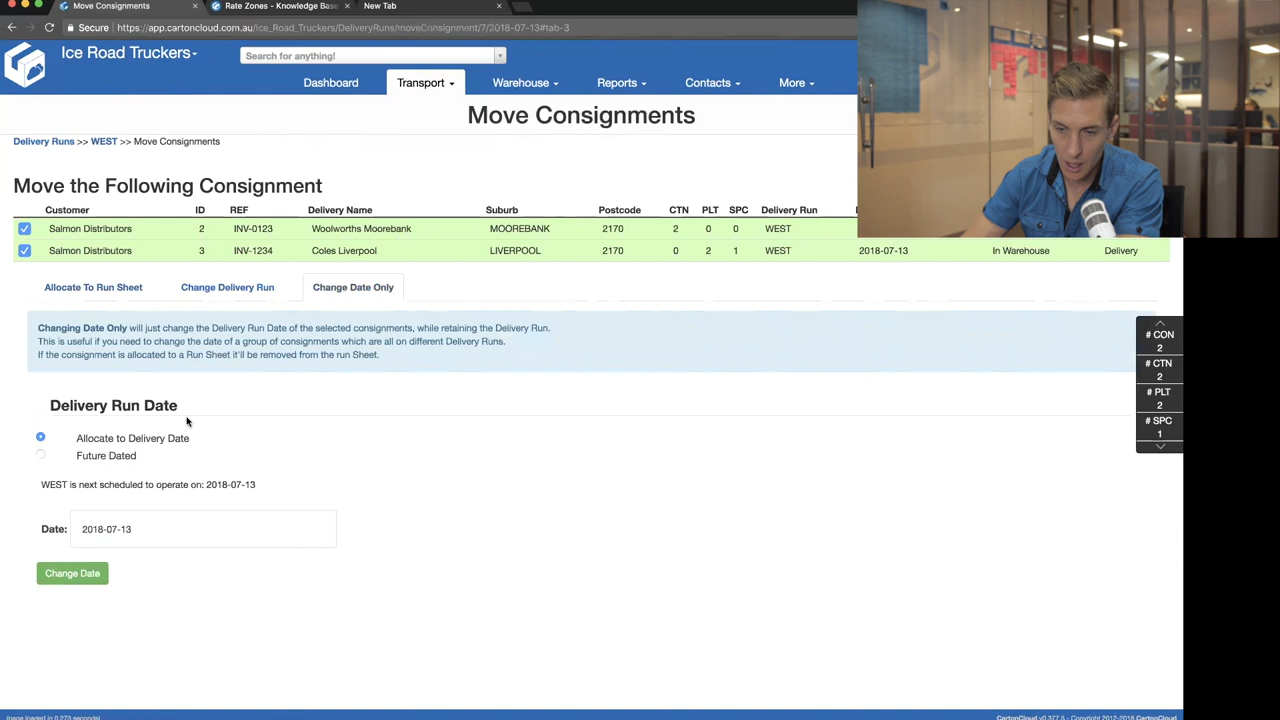 Move Consignments
Rate Zones - Knowledge Base
New Tab
Secure
https://app.cartoncloud.com.au/Ice_Road_Truckers/DeliveryRuns/moveConsignment/7/2018-07-13#tab-3
Ice Road Truckers
Search for anything!
Dashboard Transport Warehouse Reports Contacts More
Move Consignments
Delivery Runs >> WEST >> Move Consignments
Move the Following Consignment
Customer ID REF Delivery Name Suburb Postcode CTN PLT SPC Delivery Run
Salmon Distributors 2 INV-0123 Woolworths Moorebank MOOREBANK 2170 2 0 0 WEST
Salmon Distributors 3 INV-1234 Coles Liverpool LIVERPOOL 2170 0 2 1 WEST 2018-07-13 In Warehouse Delivery
Allocate To Run Sheet Change Delivery Run Change Date Only
Changing Date Only will just change the Delivery Run Date of the selected consignments, while retaining the Delivery Run.
This is useful if you need to change the date of a group of consignments which are all on different Delivery Runs.
If the consignment is allocated to a Run Sheet it'll be removed from the run Sheet.
# CON
2
# CTN
2
# PLT
2
# SPC
1
Delivery Run Date
Allocate to Delivery Date
Future Dated
WEST is next scheduled to operate on: 2018-07-13
Date: 2018-07-13
Change Date
CartonCloud v0.377.5 - Copyright 2012-2018 CartonCloud